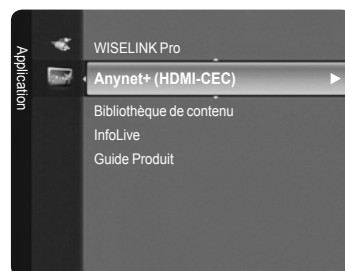 Application
WISELINK Pro
Anynet+ (HDMI-CEC)
Bibliothèque de contenu
InfoLive
Guide Produit